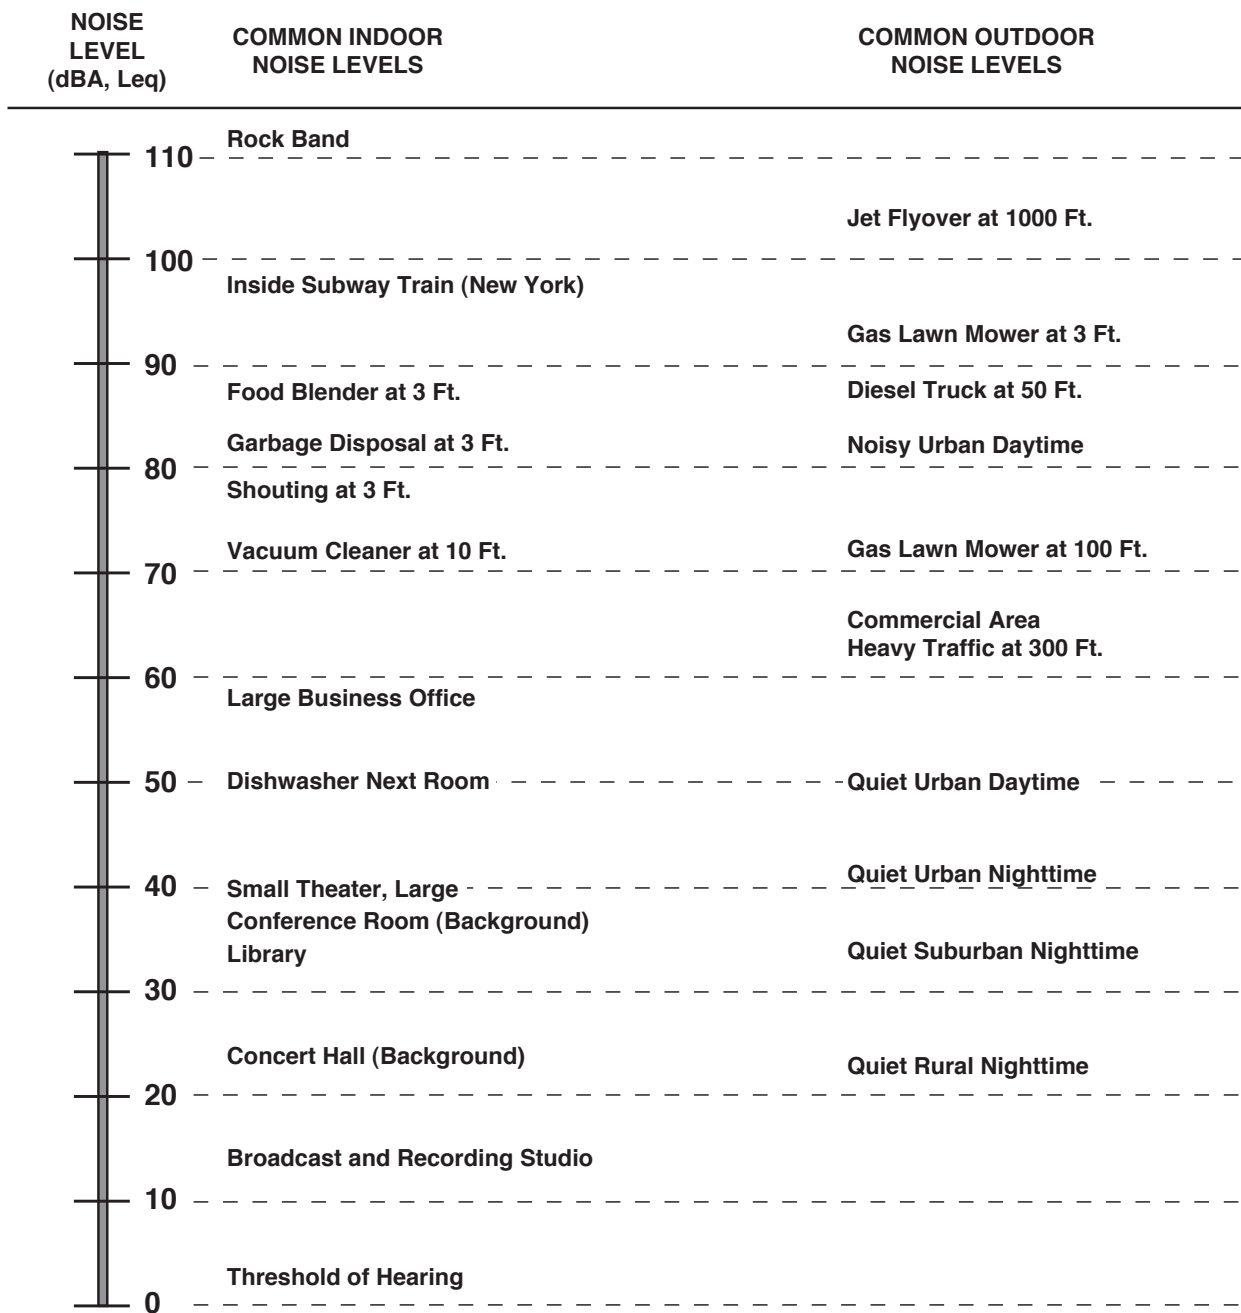 NOISE
LEVEL
(dBA, Leq)
COMMON INDOOR
NOISE LEVELS
COMMON OUTDOOR
NOISE LEVELS
Rock Band
110
Jet Flyover at 1000 Ft.
100
Inside Subway Train (New York)
Gas Lawn Mower at 3 Ft.
90
Food Blender at 3 Ft.
Diesel Truck at 50 Ft.
Garbage Disposal at 3 Ft.
Noisy Urban Daytime
80
Shouting at 3 Ft.
Vacuum Cleaner at 10 Ft.
Gas Lawn Mower at 100 Ft.
70
Commercial Area
Heavy Traffic at 300 Ft.
60
Large Business Office
50
Dishwasher Next Room
Quiet Urban Daytime
Quiet Urban Nighttime
40
Small Theater, Large
Conference Room (Background)
Library
Quiet Suburban Nighttime
30
Concert Hall (Background)
Quiet Rural Nighttime
20
Broadcast and Recording Studio
10
Threshold of Hearing
0